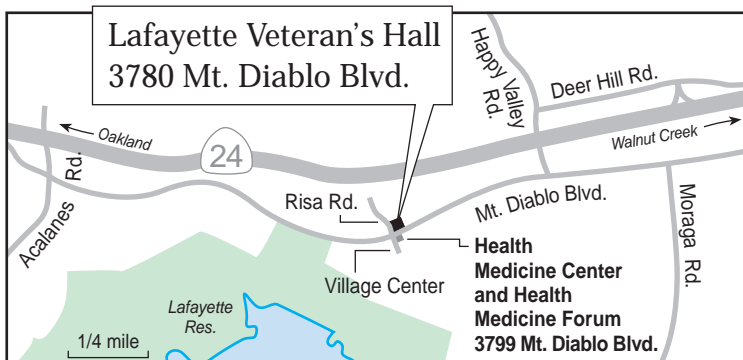 Lafayette Veteran's Hall
3780 Mt. Diablo Blvd.
Happy Valley
Rd.
Deer Hill Rd.
Oakland
24
Walnut Creek
Acalanes
Rd.
Risa Rd.
Mt. Diablo Blvd.
Moraga Rd.
Village Center
Health
Medicine Center
and Health
Medicine Forum
3799 Mt. Diablo Blvd.
Lafayette
Res.
1/4 mile